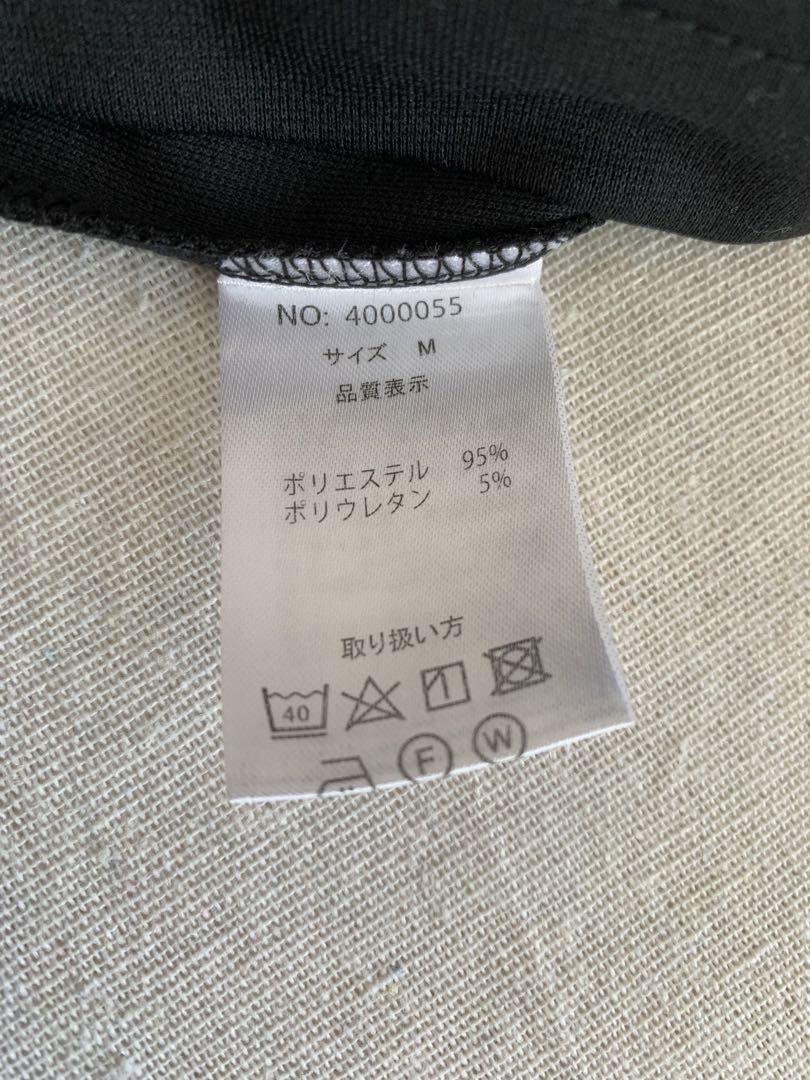 NO: 4000055
サイズ M
品質表示
ポリエステル 95%
ポリウレタン 5%
取り扱い方
40
F W